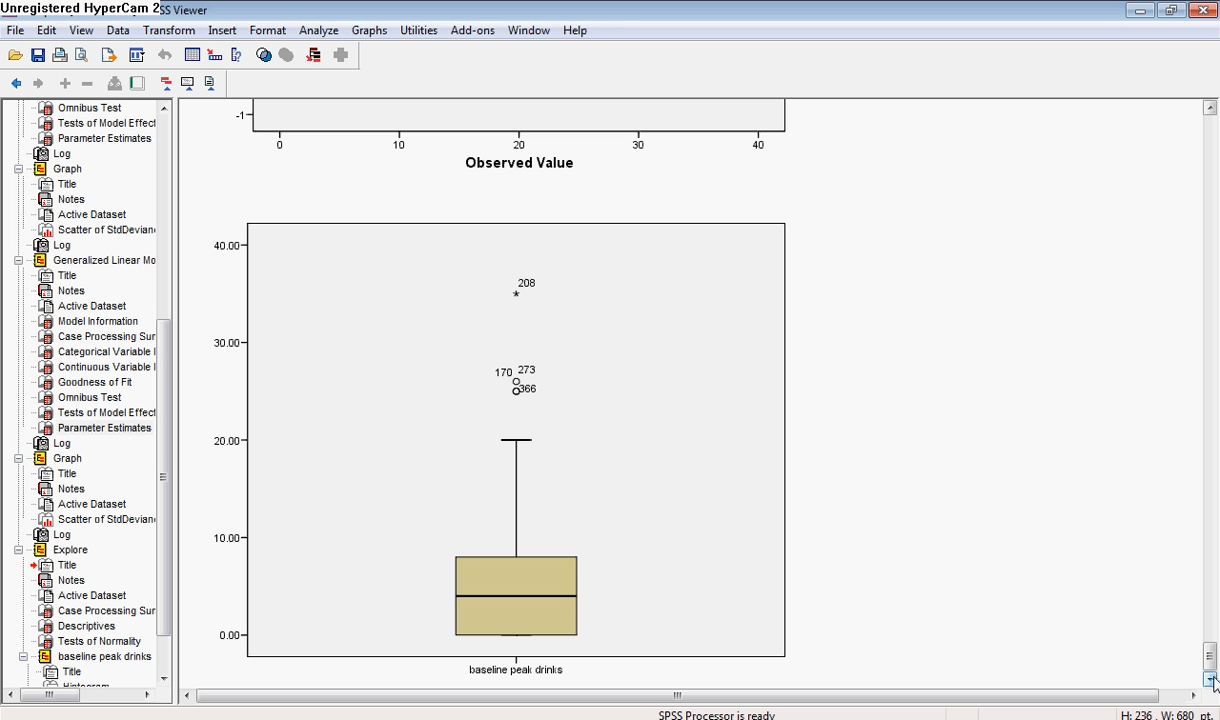 Unregistered HyperCam 2
SS Viewer
File Edit View Data Transform Insert Format Analyze Graphs Utilities Add-ons Window Help
Omnibus Test
Tests of Model Effect
Parameter Estimates
Log
Graph
Title
Notes
Active Dataset
Scatter of StdDevian
Log
Generalized Linear Mo
Title
Notes
Active Dataset
Model Information
Case Processing Sur
Categorical Variable I
Continuous Variable I
Goodness of Fit
Omnibus Test
Tests of Model Effect
Parameter Estimates
Log
Graph
Title
Notes
Active Dataset
Scatter of StdDevian
Log
Explore
Title
Notes
Active Dataset
Case Processing Sur
Descriptives
Tests of Normality
baseline peak drinks
Title
Histogram
-1
0 10 20 30 40
Observed Value
40.00
208
30.00
170 273
366
20.00
10.00
0.00
baseline peak drinks
SPSS Processor is ready
H: 236 , W: 680 pt.